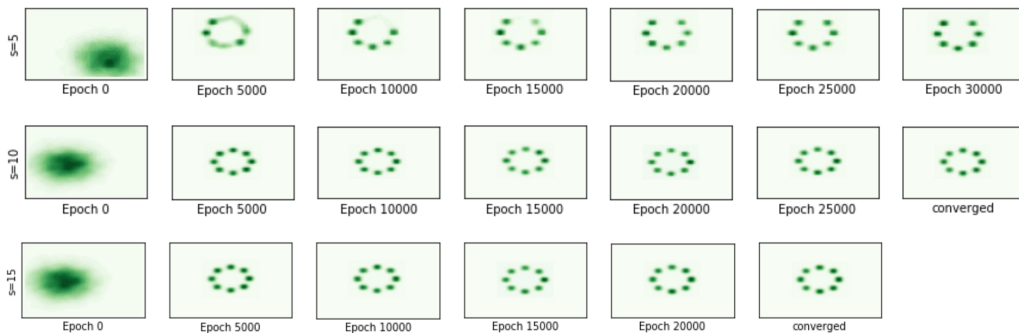 s=5
Epoch 0 Epoch 5000 Epoch 10000 Epoch 15000 Epoch 20000 Epoch 25000 Epoch 30000
s=10
Epoch 0 Epoch 5000 Epoch 10000 Epoch 15000 Epoch 20000 Epoch 25000 converged
s=15
Epoch 0 Epoch 5000 Epoch 10000 Epoch 15000 Epoch 20000 converged